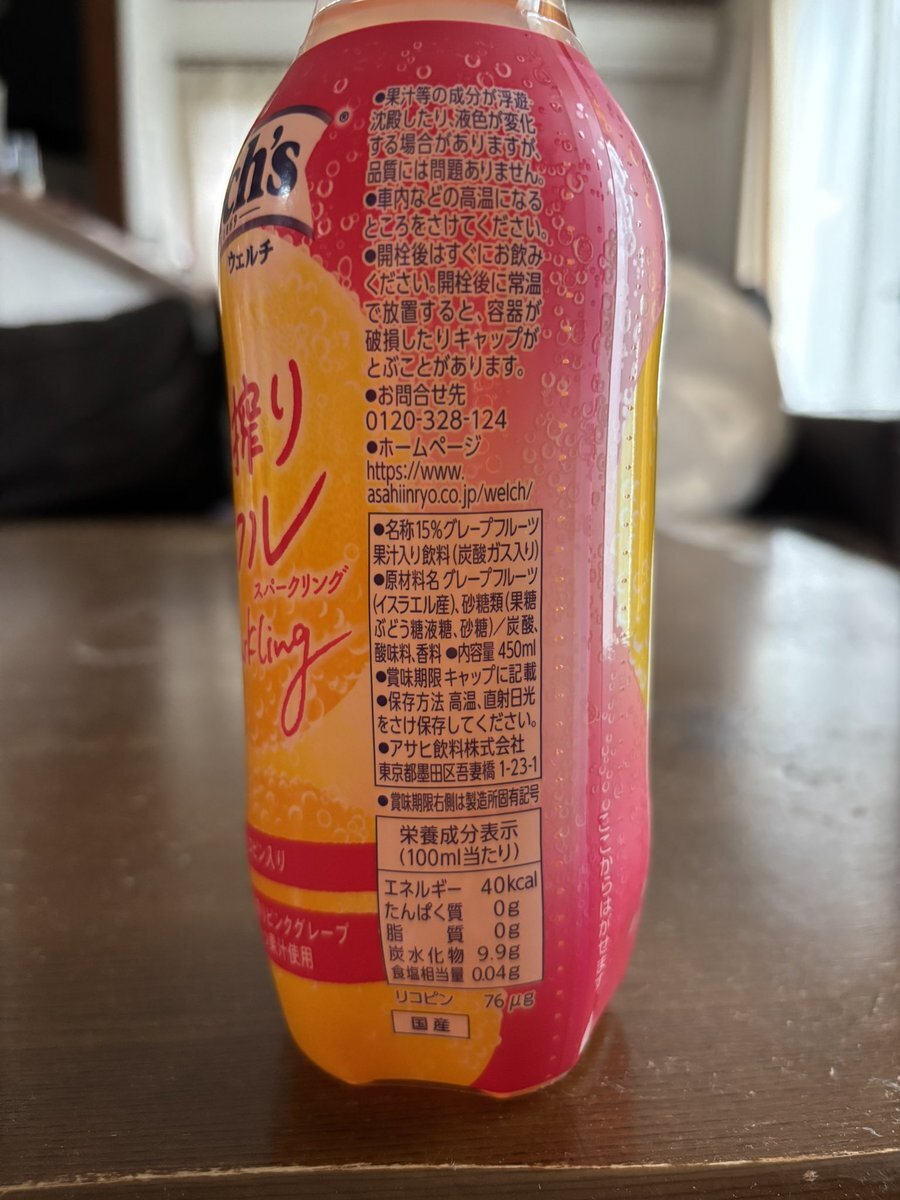 ch's
®
ウェルチ
搾り
フル
スパークリング
kling
ピン入り
ピンクグレープ
果汁使用
●果汁等の成分が浮遊、
沈殿したり、液色が変化
する場合がありますが、
品質には問題ありません。
●車内などの高温になる
ところをさけてください。
●開栓後はすぐにお飲み
ください。開栓後に常温
で放置すると、容器が
破損したりキャップが
とぶことがあります。
●お問合せ先
0120-328-124
●ホームページ
https://www.
asahiinryo.co.jp/welch/
●名称 15%グレープフルーツ
果汁入り飲料(炭酸ガス入り)
●原材料名 グレープフルーツ
(イスラエル産)、砂糖類(果糖
ぶどう糖液糖、砂糖)/炭酸、
酸味料、香料 ●内容量 450ml
●賞味期限 キャップに記載
●保存方法 高温、直射日光
をさけ保存してください。
●アサヒ飲料株式会社
東京都墨田区吾妻橋 1-23-1
●賞味期限右側は製造所固有記号
栄養成分表示
(100ml当たり)
エネルギー 40kcal
たんぱく質 0g
脂質 0g
炭水化物 9.9g
食塩相当量 0.04g
リコピン 76μg
国産
ここからはがせます